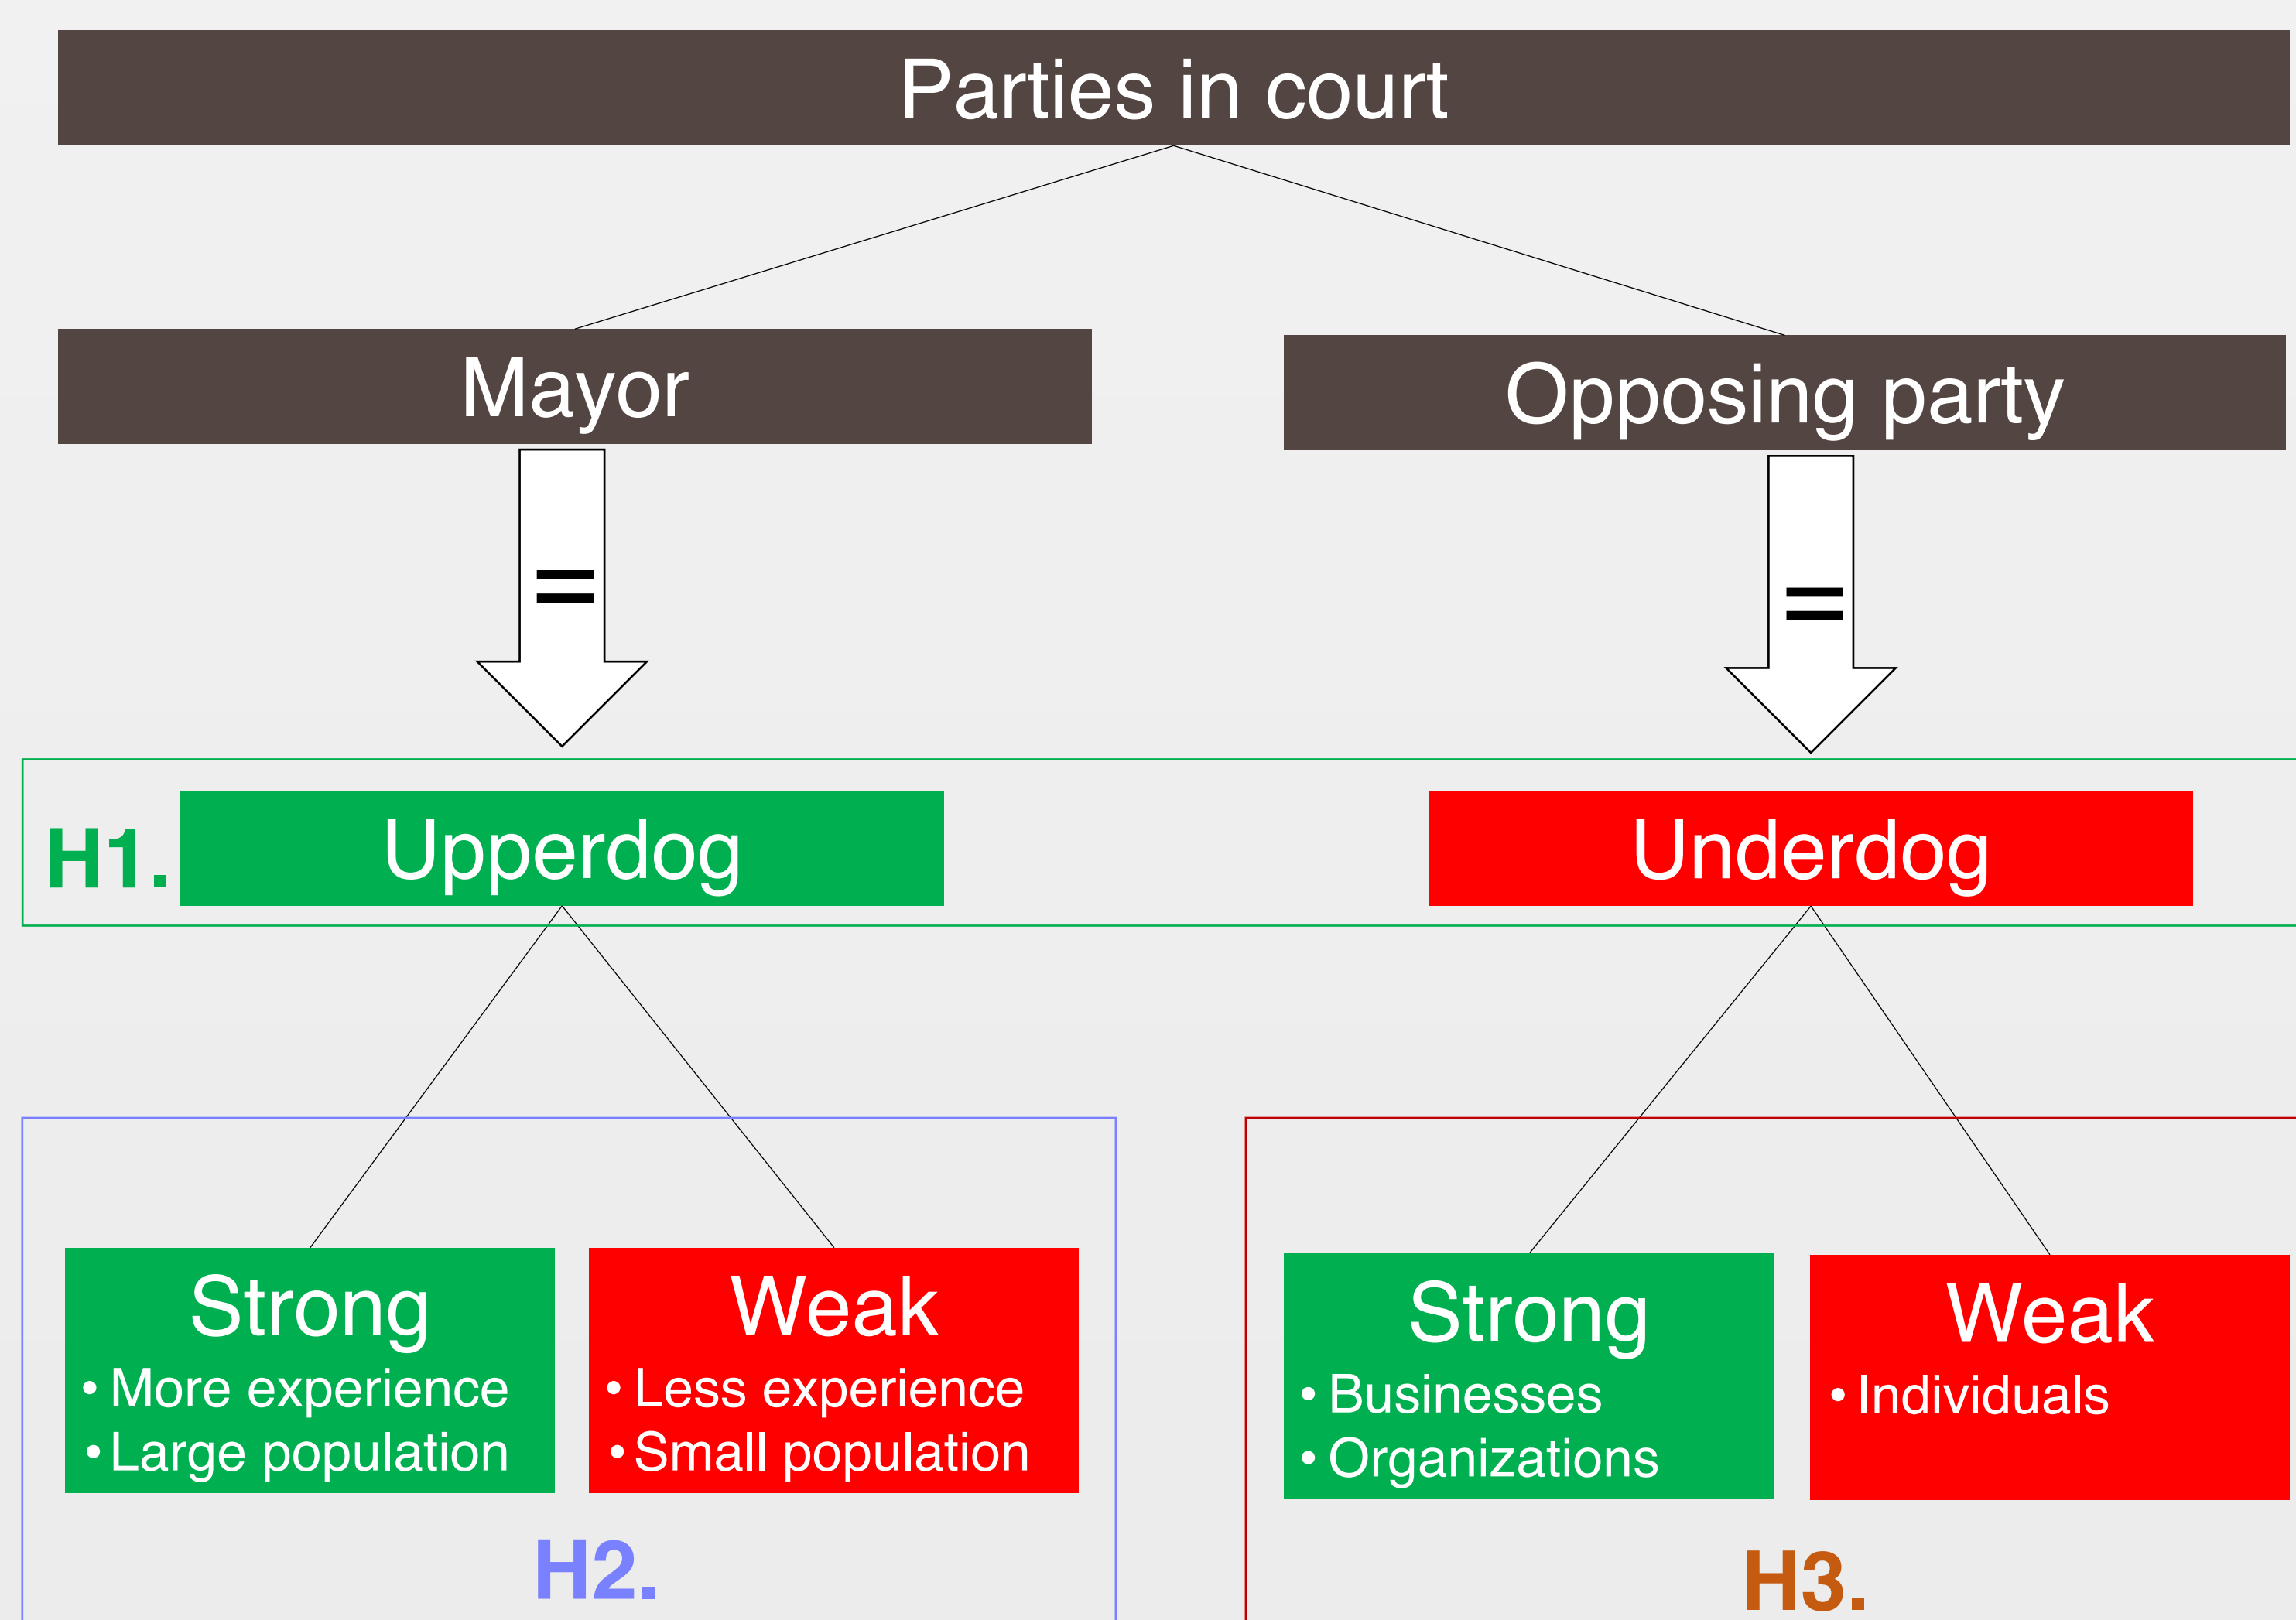 Parties in court
Mayor
Opposing party
=
=
H1.
Upperdog
Underdog
Strong
• More experience
• Large population
Weak
• Less experience
• Small population
Strong
• Businesses
• Organizations
Weak
• Individuals
H2.
H3.